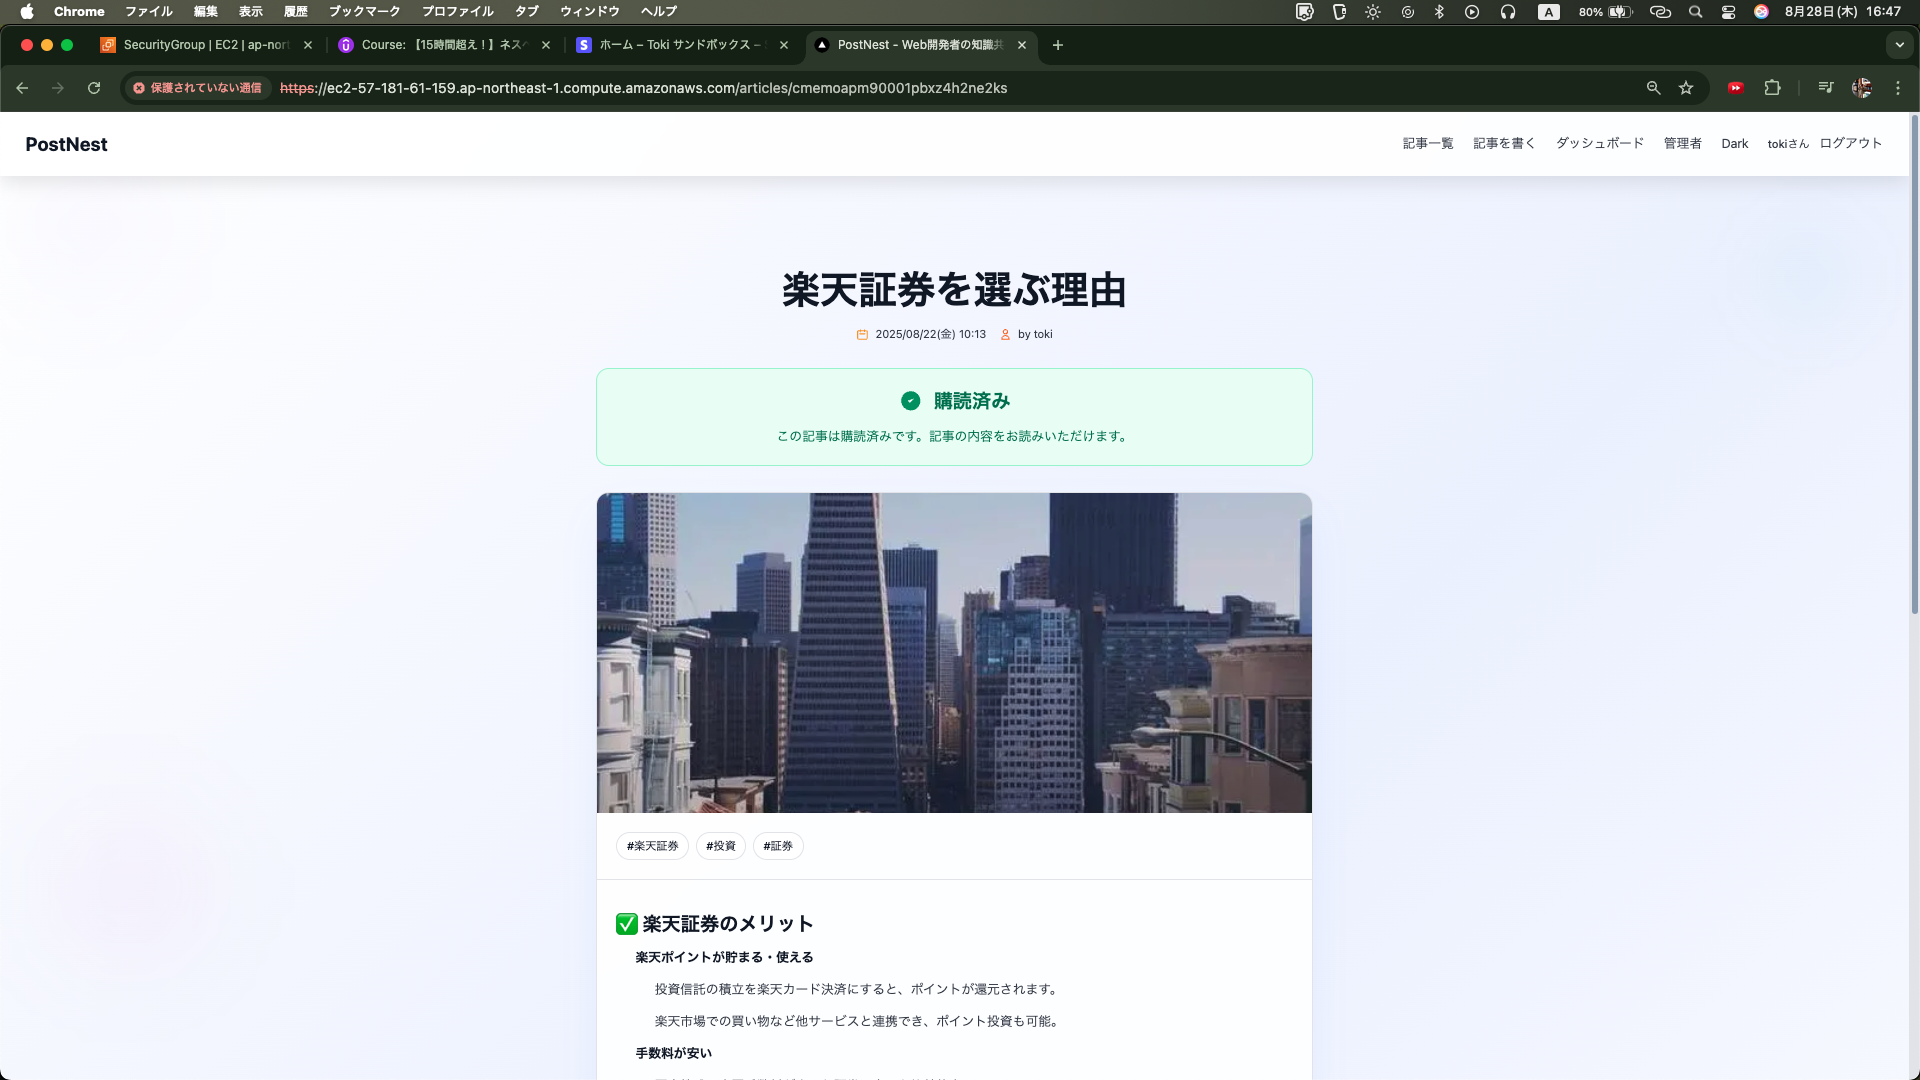 Chrome ファイル 編集 表示 履歴 ブックマーク プロファイル タブ ウィンドウ ヘルプ A 80% 8月28日(木) 16:47
SecurityGroup | EC2 | ap-nort Course: 【15時間超え！】ネスペ ホーム – Toki サンドボックス – PostNest - Web開発者の知識共
保護されていない通信 https://ec2-57-181-61-159.ap-northeast-1.compute.amazonaws.com/articles/cmemoapm90001pbxz4h2ne2ks
PostNest 記事一覧 記事を書く ダッシュボード 管理者 Dark tokiさん ログアウト
楽天証券を選ぶ理由
2025/08/22(金) 10:13 by toki
購読済み
この記事は購読済みです。記事の内容をお読みいただけます。
#楽天証券 #投資 #証券
✅ 楽天証券のメリット
楽天ポイントが貯まる・使える
投資信託の積立を楽天カード決済にすると、ポイントが還元されます。
楽天市場での買い物など他サービスと連携でき、ポイント投資も可能。
手数料が安い